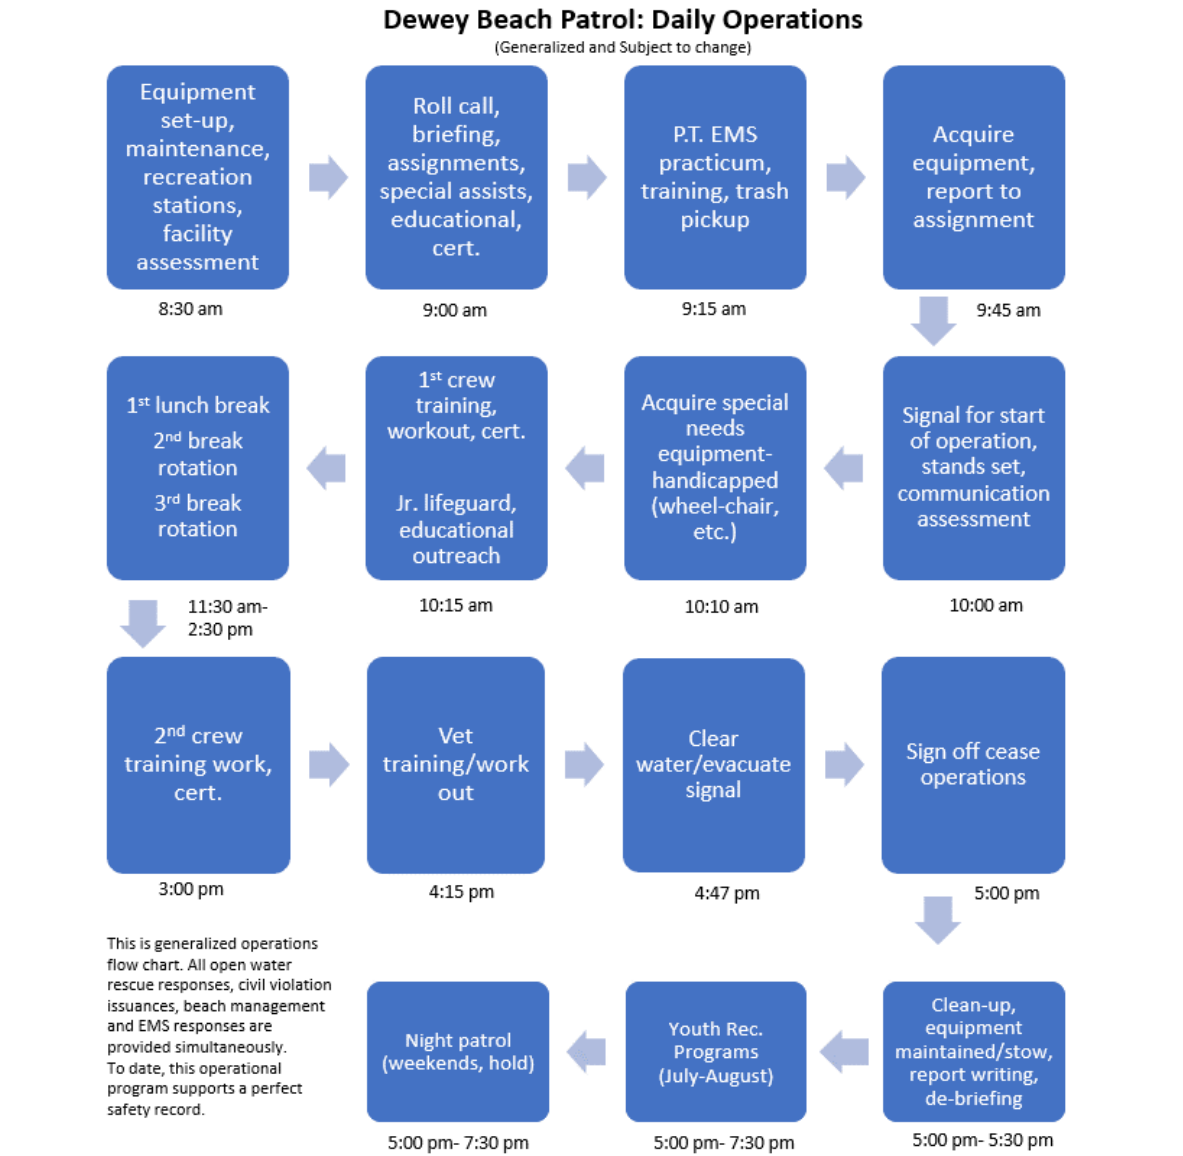 Dewey Beach Patrol: Daily Operations
(Generalized and Subject to change)
Equipment
set-up,
maintenance,
recreation
stations,
facility
assessment
8:30 am
Roll call,
briefing,
assignments,
special assists,
educational,
cert.
9:00 am
P.T. EMS
practicum,
training, trash
pickup
9:15 am
Acquire
equipment,
report to
assignment
9:45 am
Signal for start
of operation,
stands set,
communication
assessment
10:00 am
Acquire special
needs
equipment-
handicapped
(wheel-chair,
etc.)
10:10 am
1st crew
training,
workout, cert.
Jr. lifeguard,
educational
outreach
10:15 am
1st lunch break
2nd break
rotation
3rd break
rotation
11:30 am-
2:30 pm
2nd crew
training work,
cert.
3:00 pm
Vet
training/work
out
4:15 pm
Clear
water/evacuate
signal
4:47 pm
Sign off cease
operations
5:00 pm
Clean-up,
equipment
maintained/stow,
report writing,
de-briefing
5:00 pm- 5:30 pm
Youth Rec.
Programs
(July-August)
5:00 pm- 7:30 pm
Night patrol
(weekends, hold)
5:00 pm- 7:30 pm
This is generalized operations
flow chart. All open water
rescue responses, civil violation
issuances, beach management
and EMS responses are
provided simultaneously.
To date, this operational
program supports a perfect
safety record.